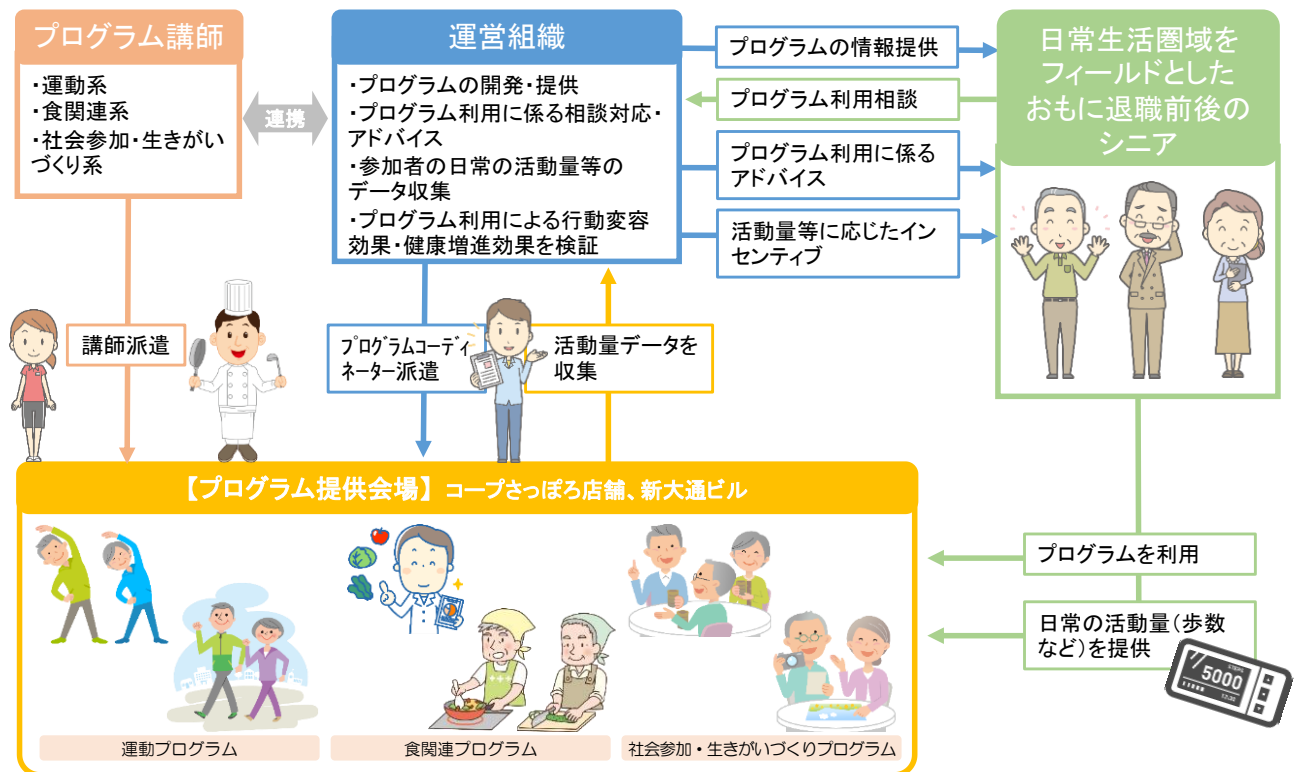 プログラム講師
・運動系
・食関連系
・社会参加・生きがい
づくり系
連携
運営組織
・プログラムの開発・提供
・プログラム利用に係る相談対応・
アドバイス
・参加者の日常の活動量等の
データ収集
・プログラム利用による行動変容
効果・健康増進効果を検証
プログラムの情報提供
プログラム利用相談
プログラム利用に係る
アドバイス
活動量等に応じたイン
センティブ
日常生活圏域を
フィールドとした
おもに退職前後の
シニア
講師派遣
プログラムコーディ
ネーター派遣
活動量データを
収集
【プログラム提供会場】 コープさっぽろ店舗、新大通ビル
プログラムを利用
日常の活動量（歩数
など）を提供
5000
運動プログラム
食関連プログラム
社会参加・生きがいづくりプログラム